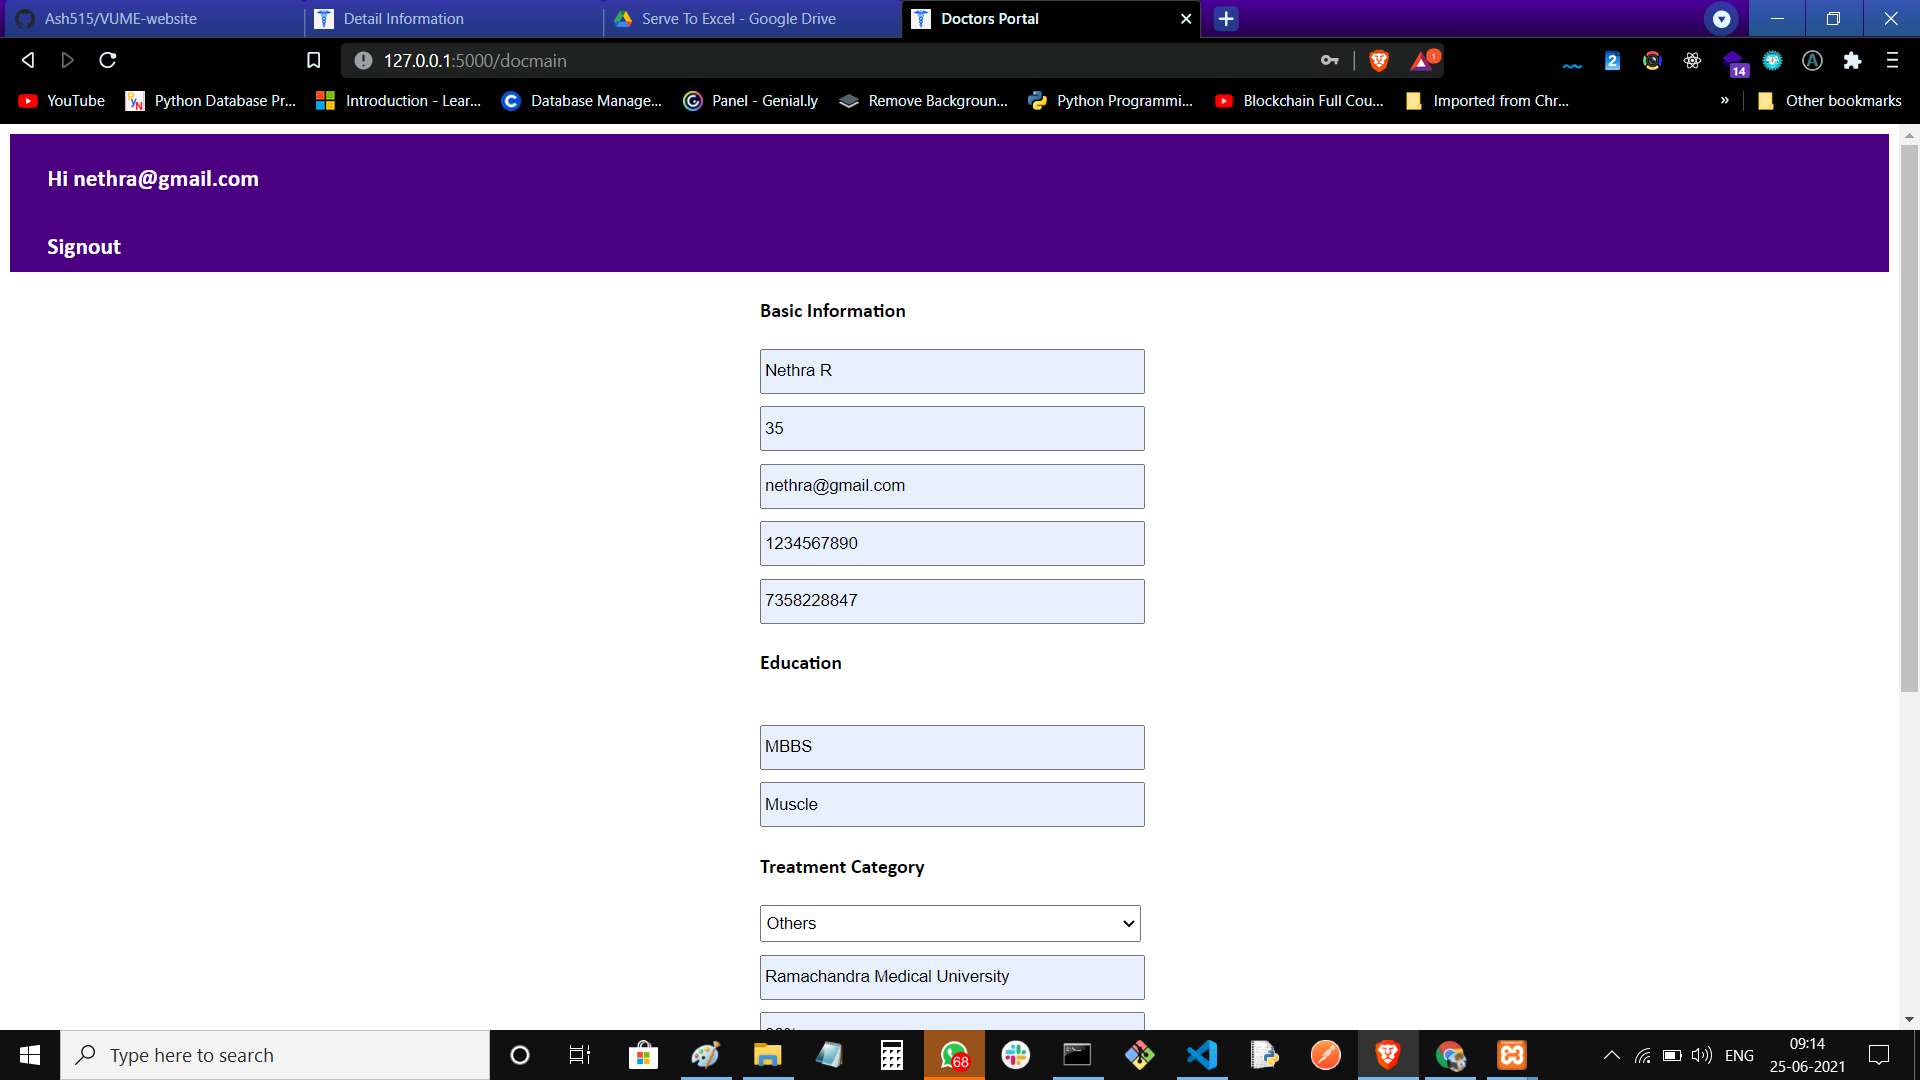 Ash515/VUME-website
Detail Information
Serve To Excel - Google Drive
Doctors Portal
127.0.0.1:5000/docmain
1
2
14
YouTube
Python Database Pr...
Introduction - Lear...
Database Manage...
Panel - Genial.ly
Remove Backgroun...
Python Programmi...
Blockchain Full Cou...
Imported from Chr...
»
Other bookmarks
Hi nethra@gmail.com
Signout
Basic Information
Nethra R
35
nethra@gmail.com
1234567890
7358228847
Education
MBBS
Muscle
Treatment Category
Others
Ramachandra Medical University
Type here to search
68
ENG
09:14
25-06-2021